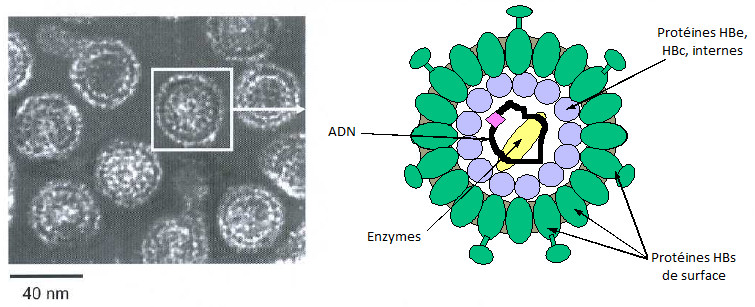 Protéines HBe,
HBc, internes
ADN
Enzymes
Protéines HBs
de surface
40 nm